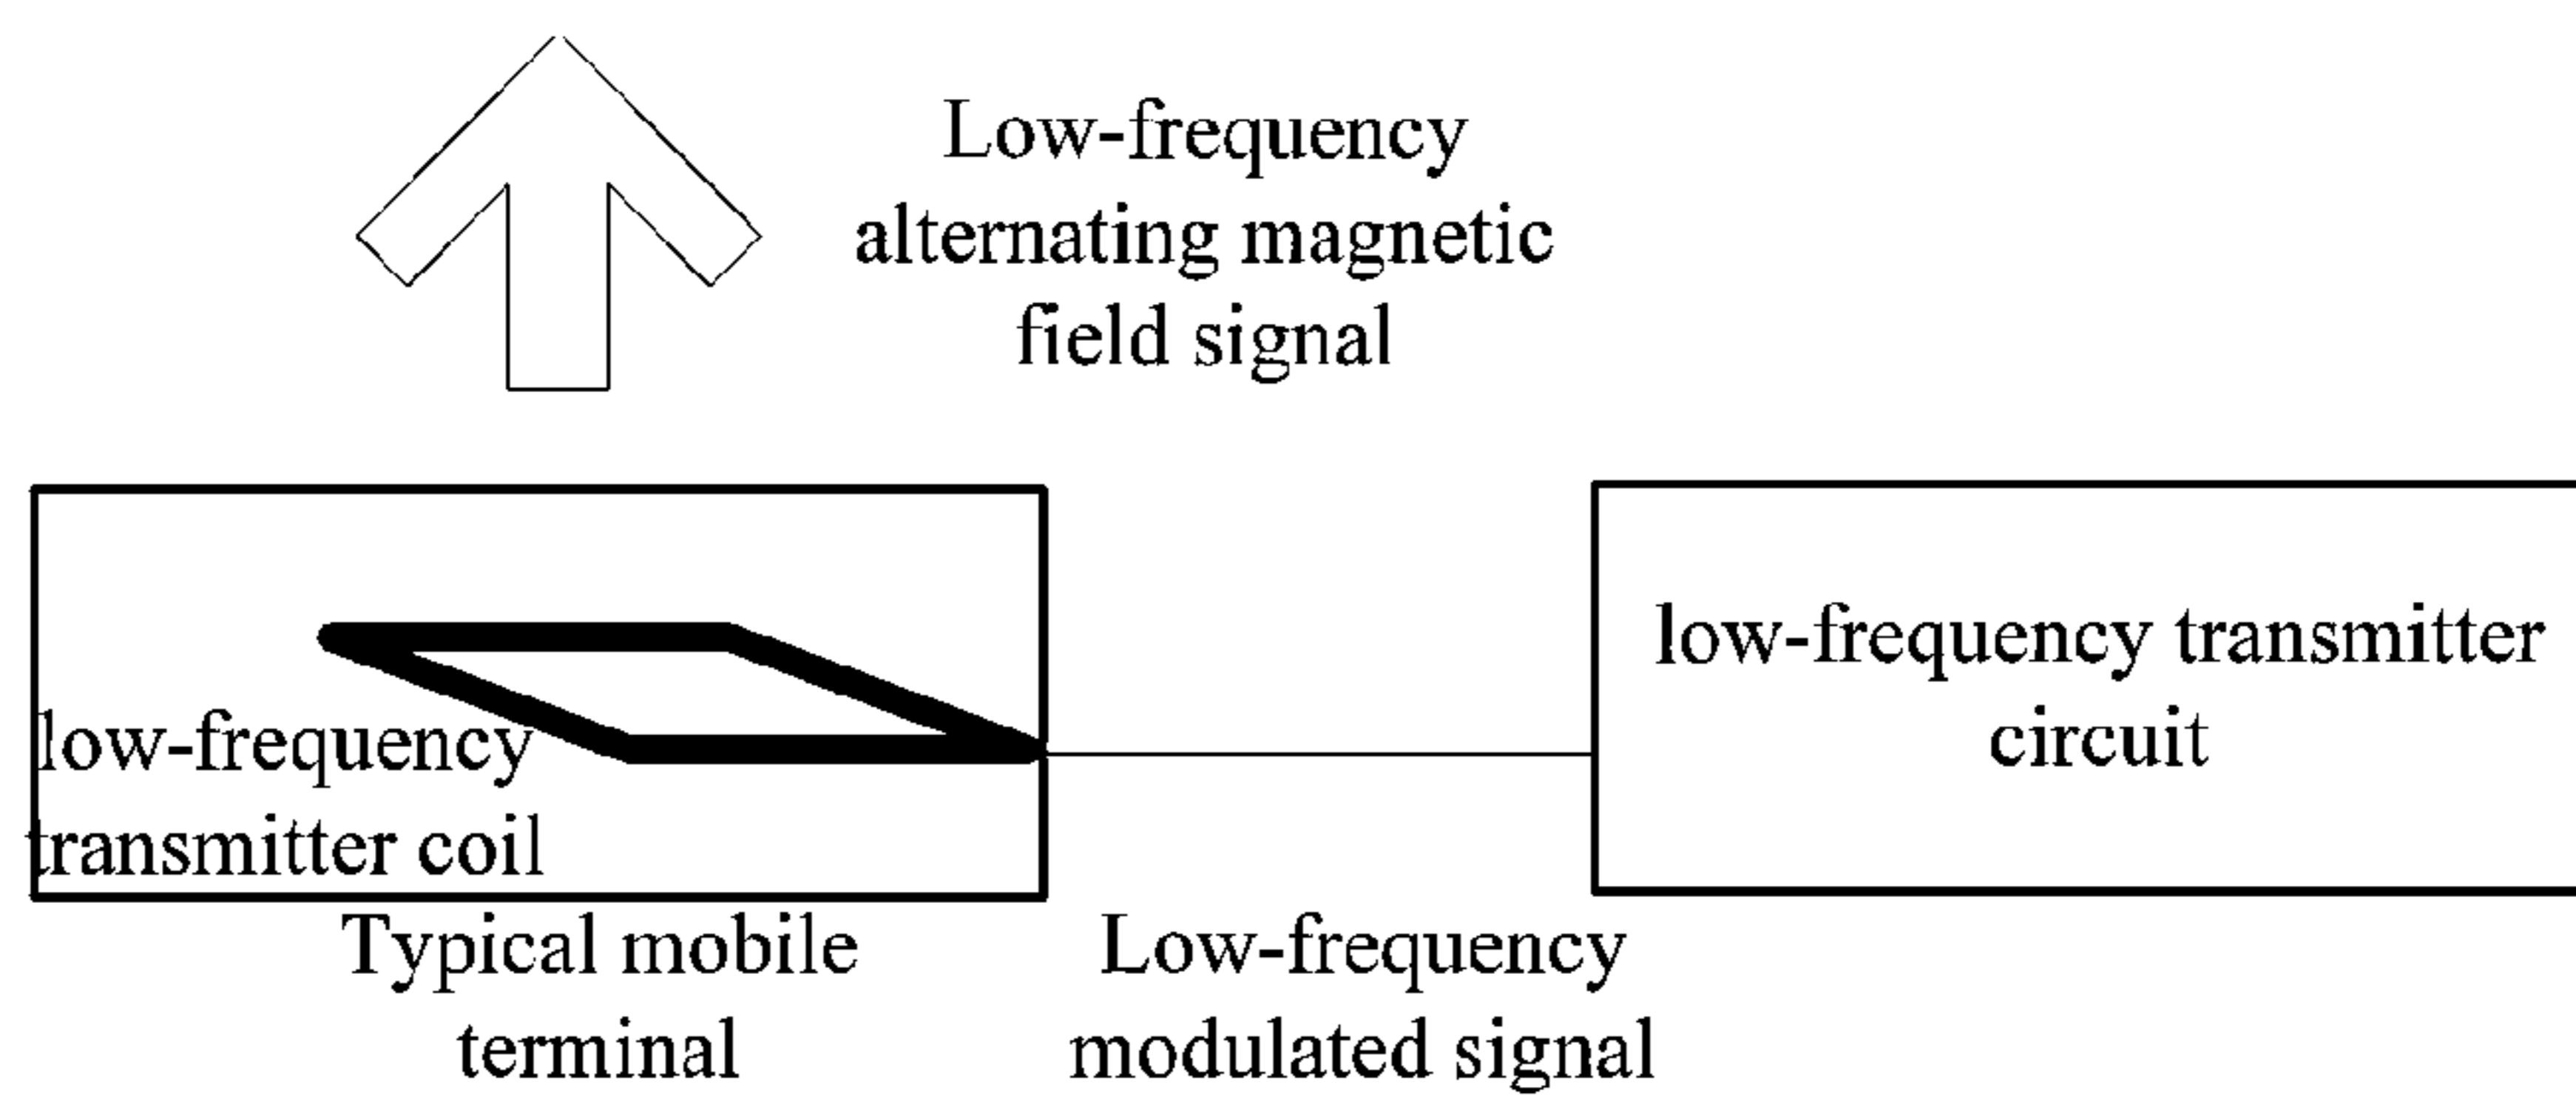 Low-frequency
alternating magnetic
field signal
low-frequency transmitter
circuit
low-frequency
transmitter coil
Typical mobile
terminal
Low-frequency
modulated signal